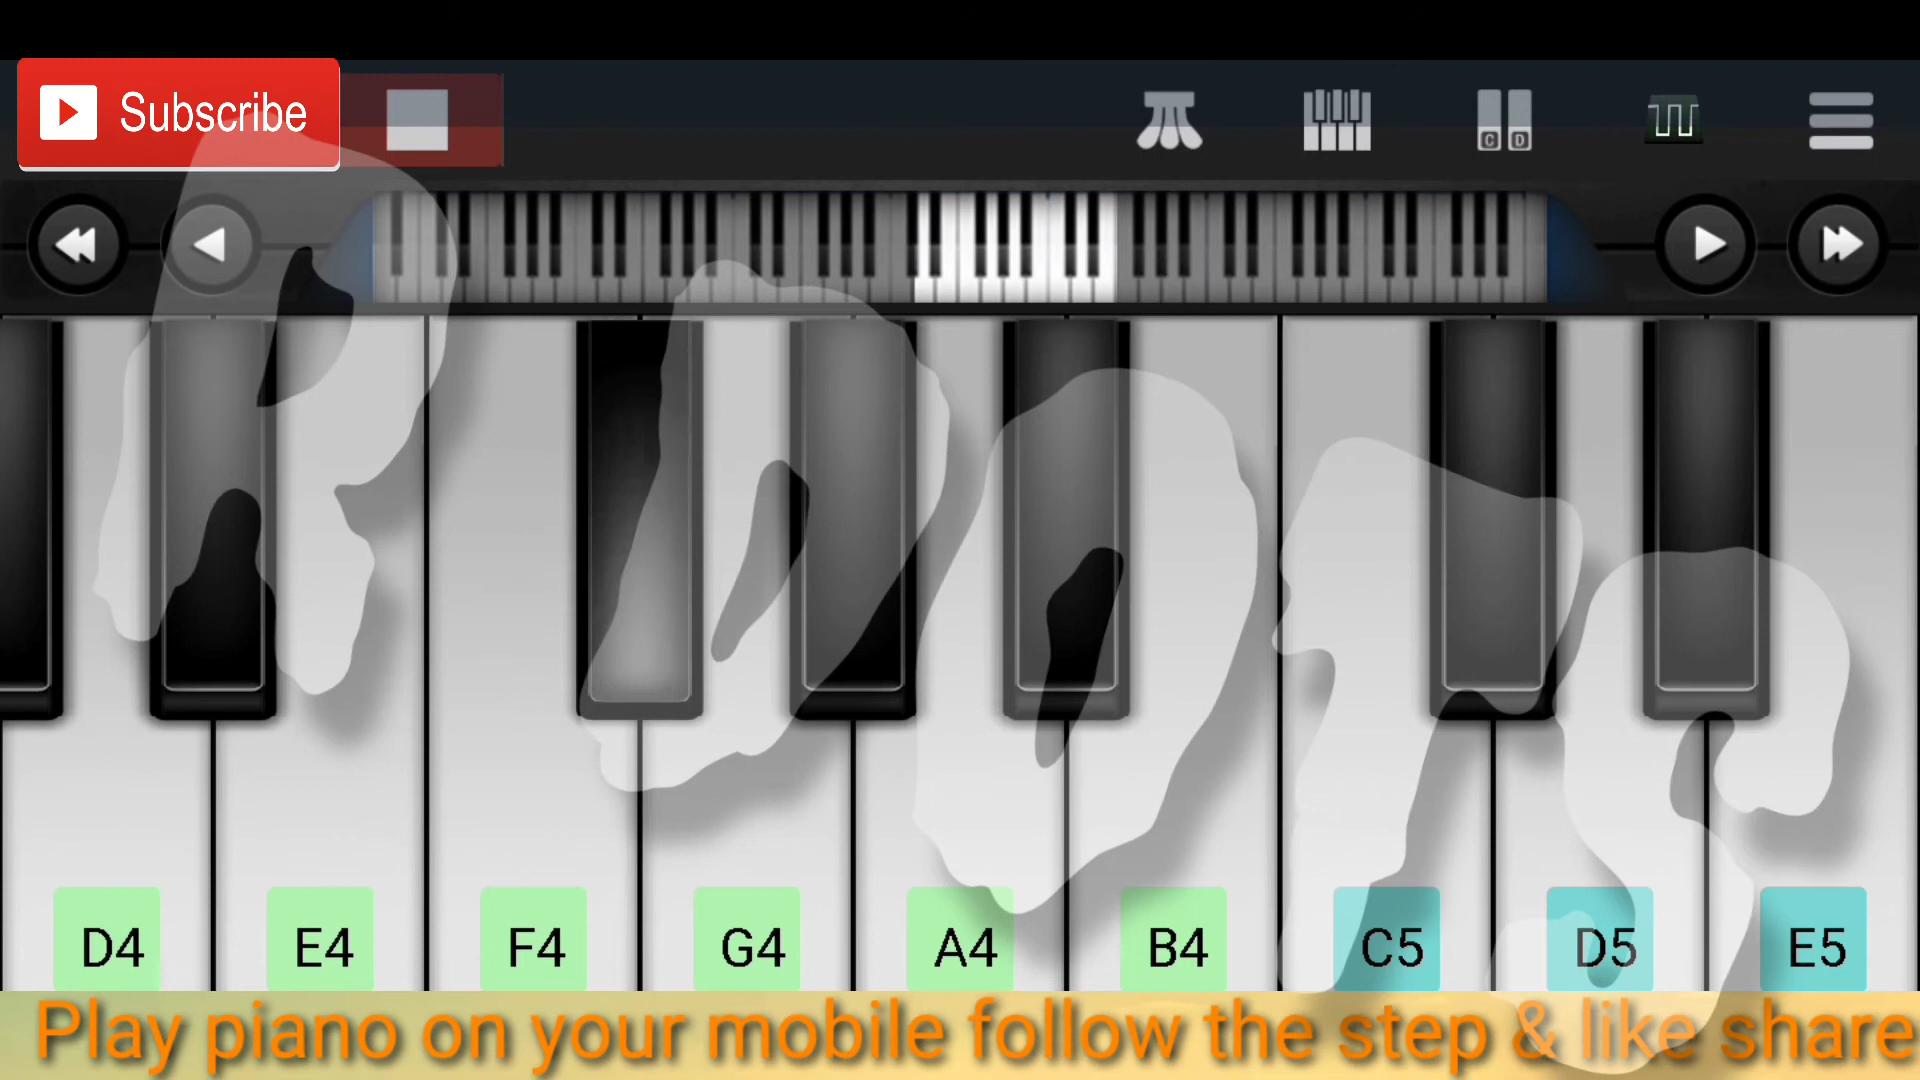 Subscribe
C D
D4 E4 F4 G4 A4 B4 C5 D5 E5
Play piano on your mobile follow the step & like share